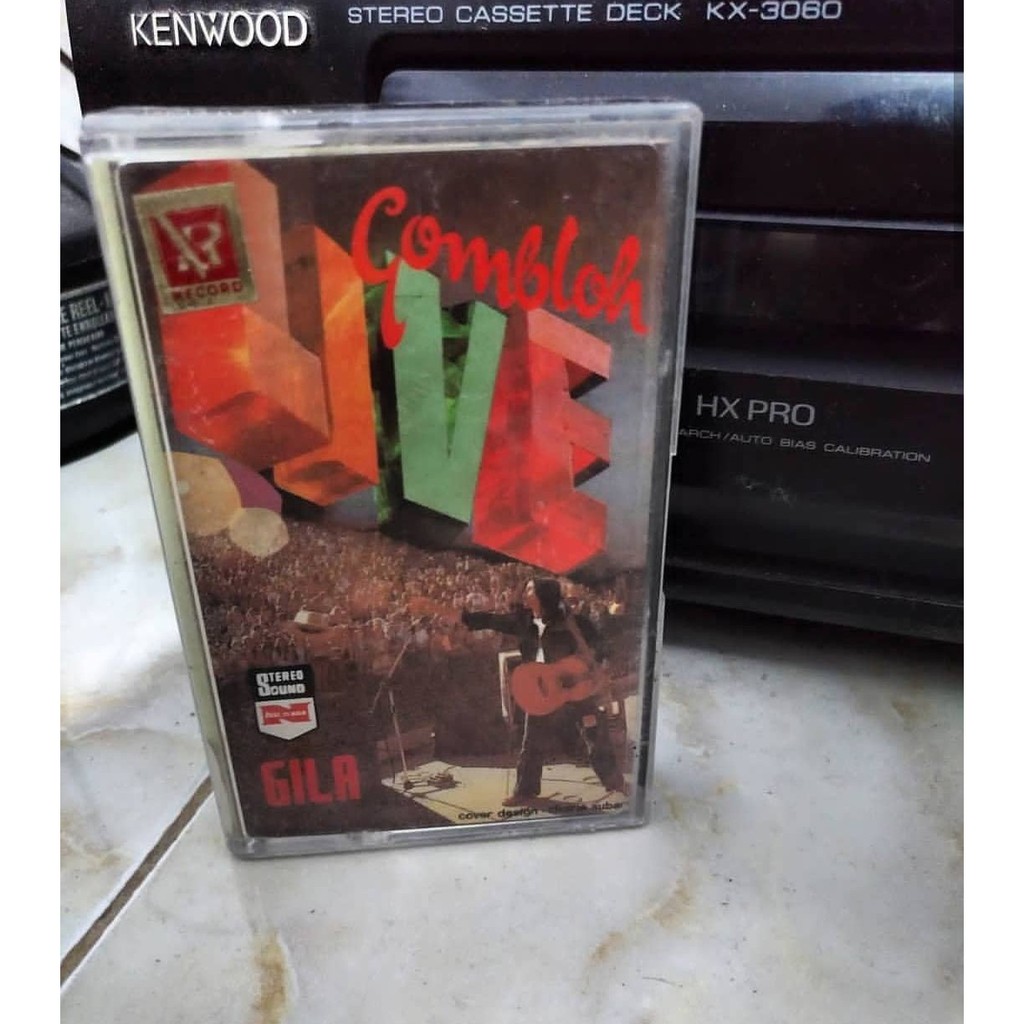 KENWOOD
STEREO CASSETTE DECK KX-3060
Gombloh
LIVE
RECORD
HX PRO
/AUTO BIAS CALIBRATION
STEREO
SOUND
N
GILA
cover design